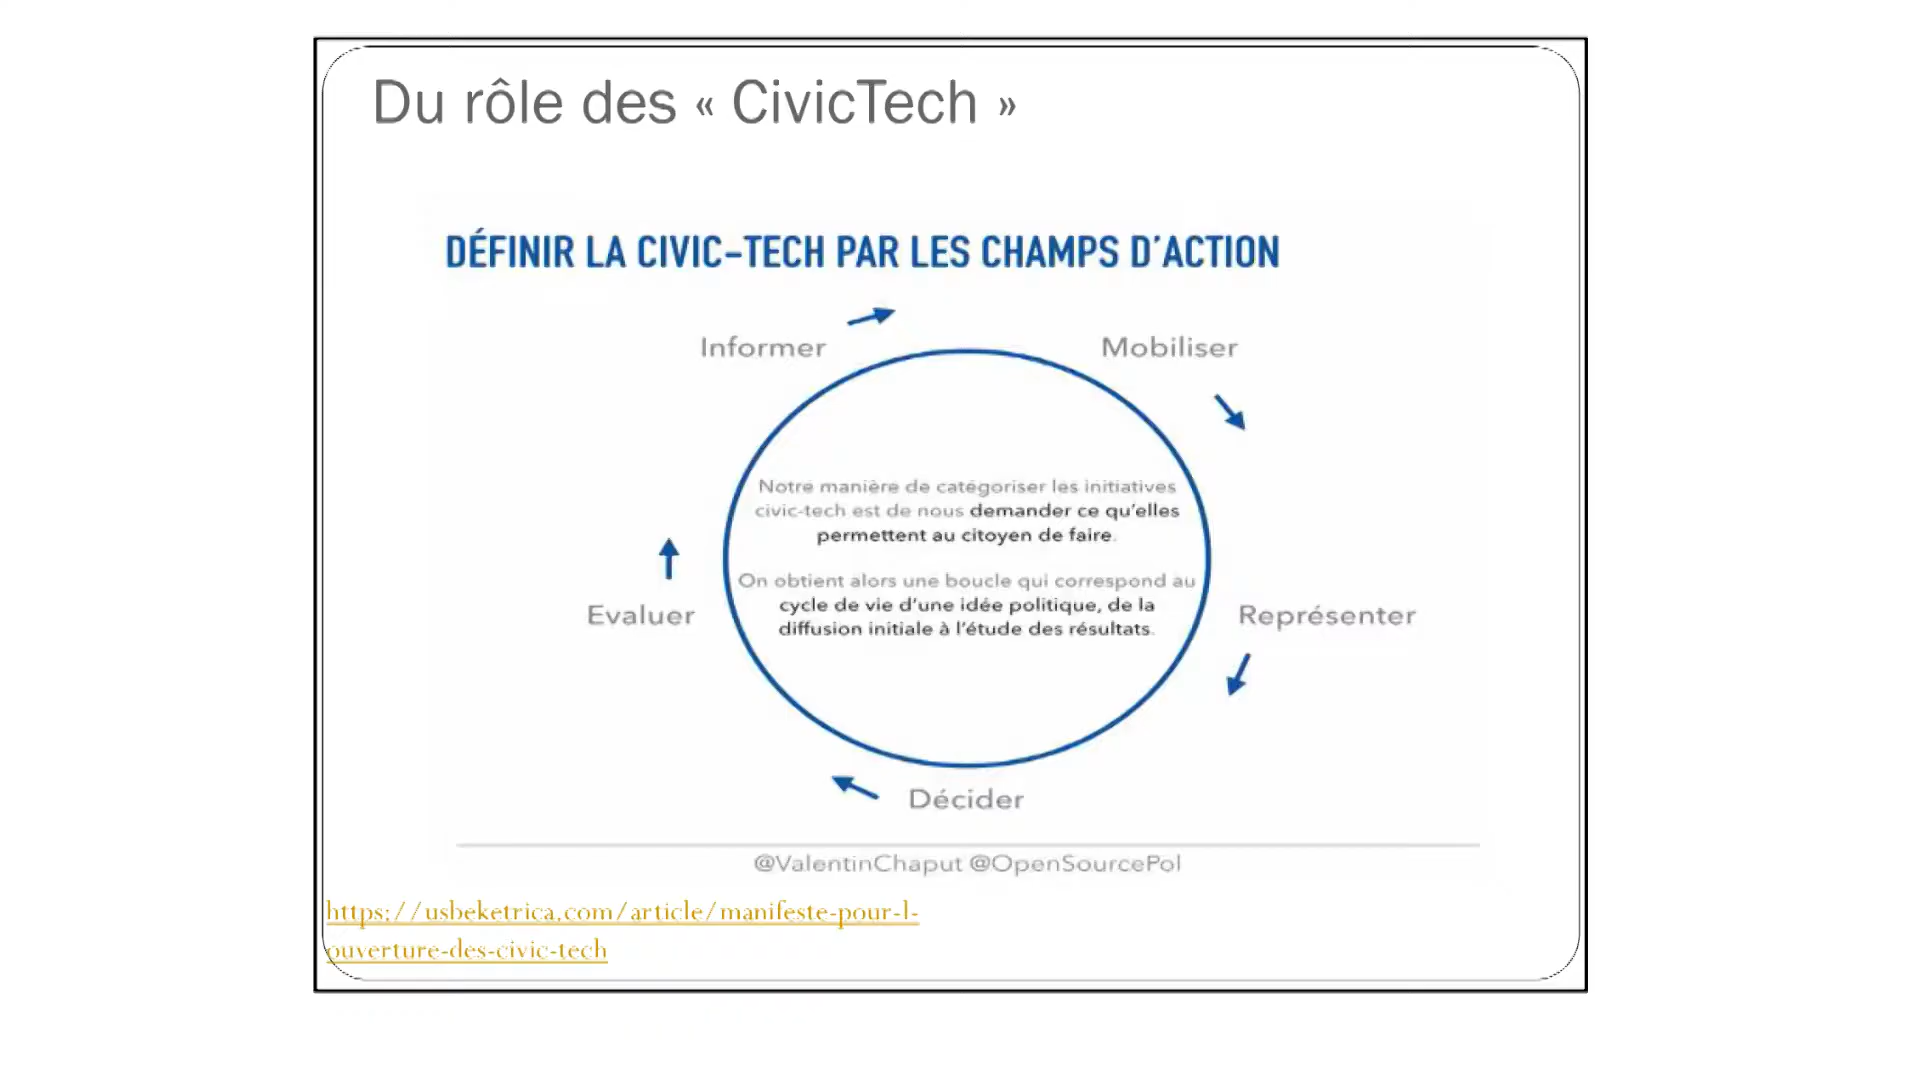 Du rôle des « CivicTech »
DÉFINIR LA CIVIC-TECH PAR LES CHAMPS D'ACTION
Informer
Mobiliser
Notre manière de catégoriser les initiatives
civic-tech est de nous demander ce qu'elles
permettent au citoyen de faire.
On obtient alors une boucle qui correspond au
cycle de vie d'une idée politique, de la
diffusion initiale à l'étude des résultats.
Evaluer
Représenter
Décider
@ValentinChaput @OpenSourcePol
https://usbeketrica.com/article/manifeste-pour-l-
ouverture-des-civic-tech